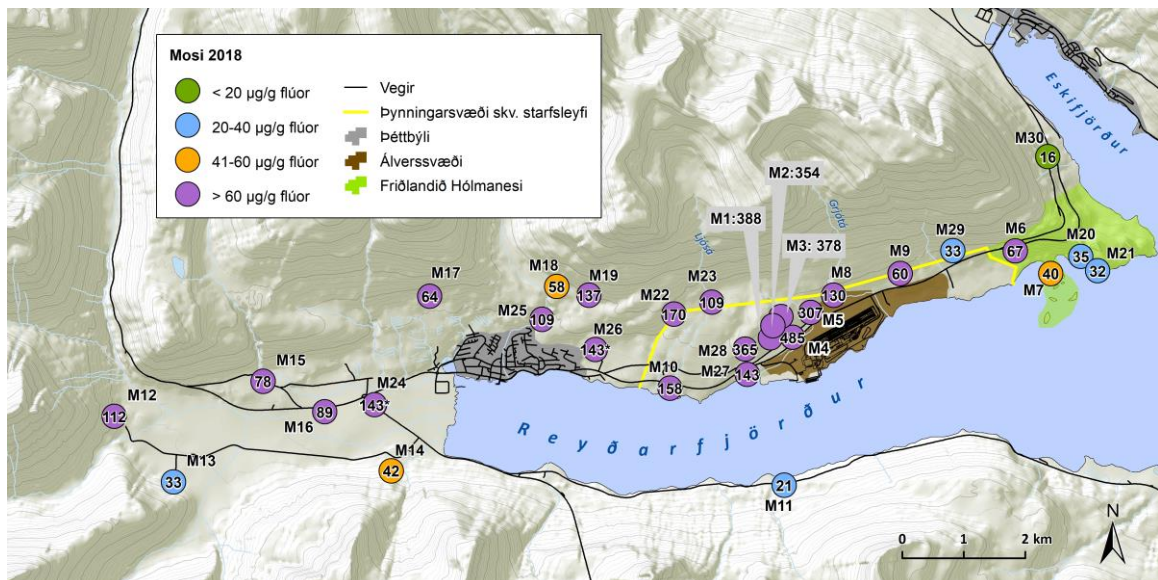 Mosi 2018
< 20 µg/g flúor
20-40 µg/g flúor
41-60 µg/g flúor
> 60 µg/g flúor
Vegir
Þynningarsvæði skv. starfsleyfi
Þéttbýli
Álverssvæði
Friðlandið Hólmanesi
Eskifjörður
M30
16
M2:354
M1:388
M3: 378
Grjótá
Ljósá
M29
33
M6
67
M20
35
M21
32
M7
40
M9
60
M8
130
M5
307
M4
485
M23
109
M22
170
M19
137
M18
58
M17
64
M25
109
M26
143*
M28
365
M27
143
M10
158
M15
78
M24
143*
M16
89
M12
112
M13
33
M14
42
M11
21
Reyðarfjörður
N
0 1 2 km